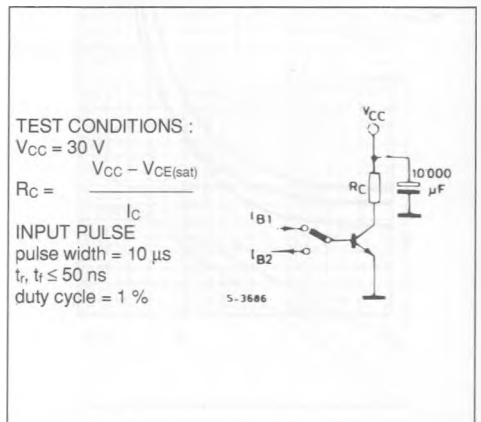 TEST CONDITIONS :
VCC = 30 V
RC = VCC – VCE(sat)
IC
INPUT PULSE
pulse width = 10 µs
tr, tf ≤ 50 ns
duty cycle = 1 %
VCC
RC
10'000
µF
IB1
IB2
S-3686